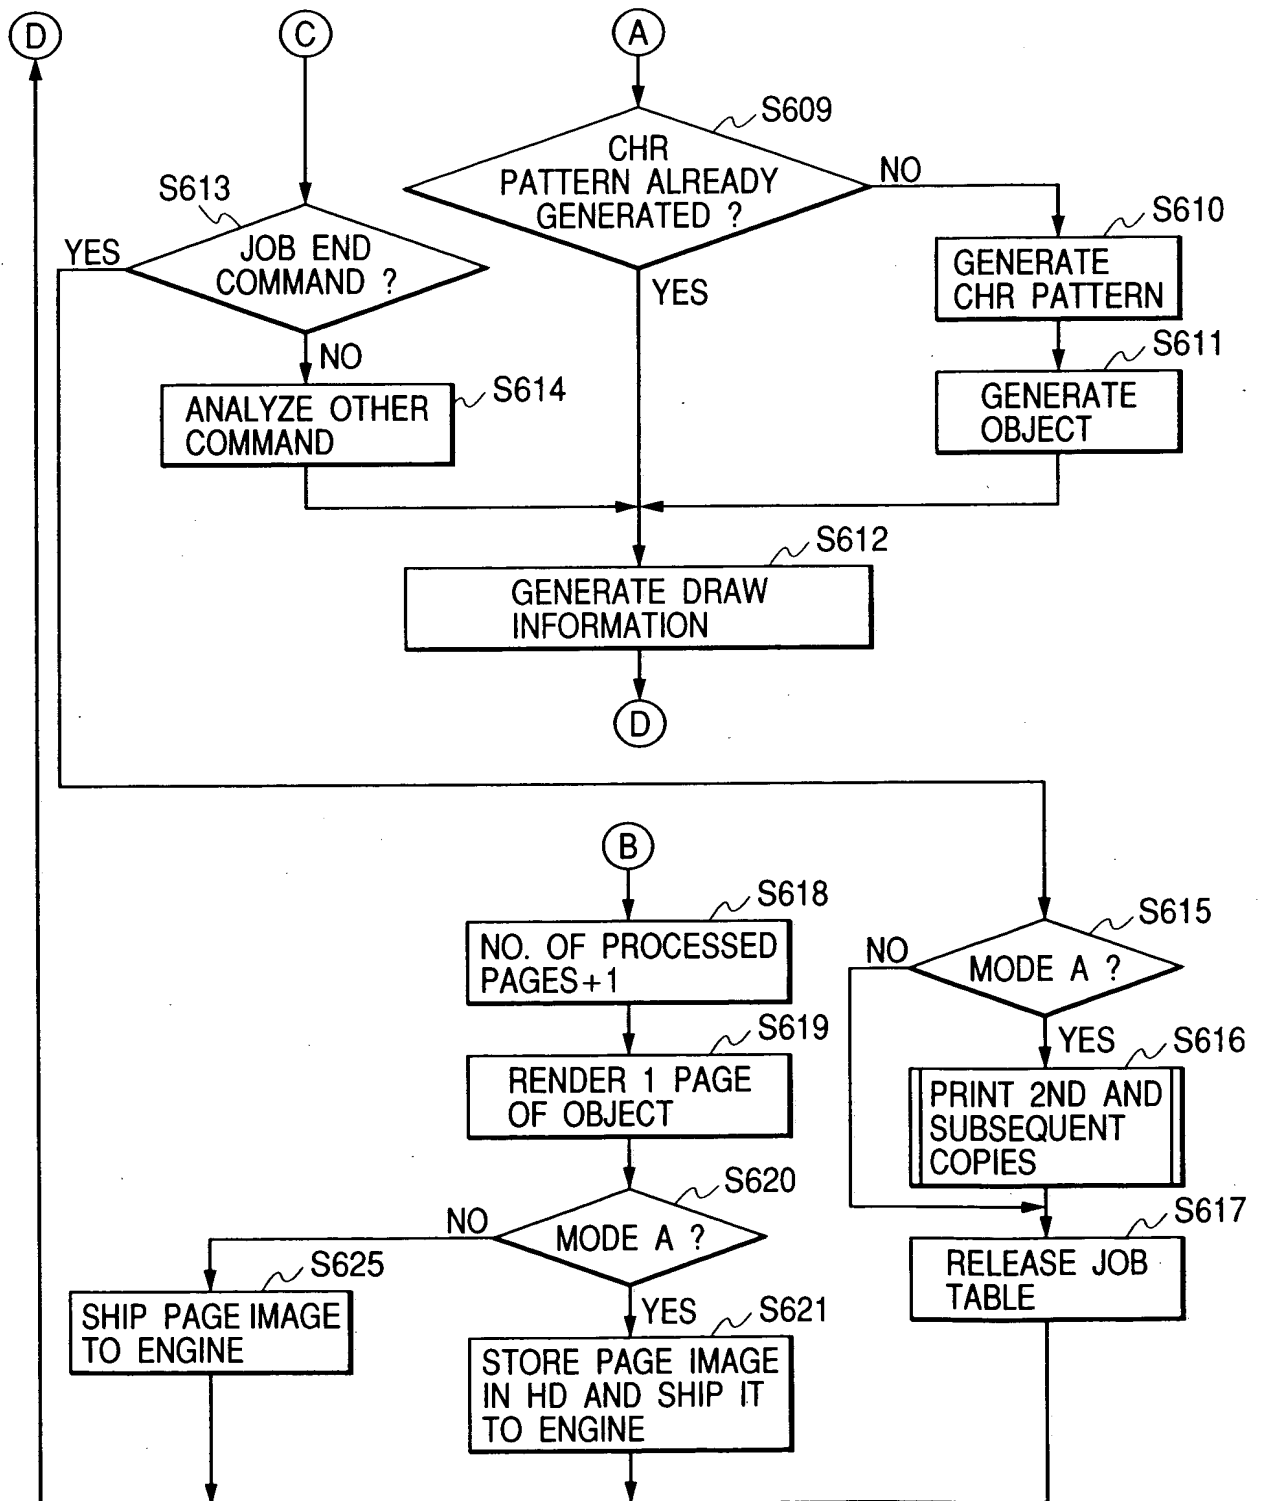 D
C
A
S609
CHR
PATTERN ALREADY
GENERATED ?
NO
YES
S610
GENERATE
CHR PATTERN
S611
GENERATE
OBJECT
S613
YES
JOB END
COMMAND ?
NO
S614
ANALYZE OTHER
COMMAND
S612
GENERATE DRAW
INFORMATION
D
B
S618
NO. OF PROCESSED
PAGES+1
S619
RENDER 1 PAGE
OF OBJECT
S620
NO
MODE A ?
YES
S625
SHIP PAGE IMAGE
TO ENGINE
S621
STORE PAGE IMAGE
IN HD AND SHIP IT
TO ENGINE
S615
NO
MODE A ?
YES
S616
PRINT 2ND AND
SUBSEQUENT
COPIES
S617
RELEASE JOB
TABLE